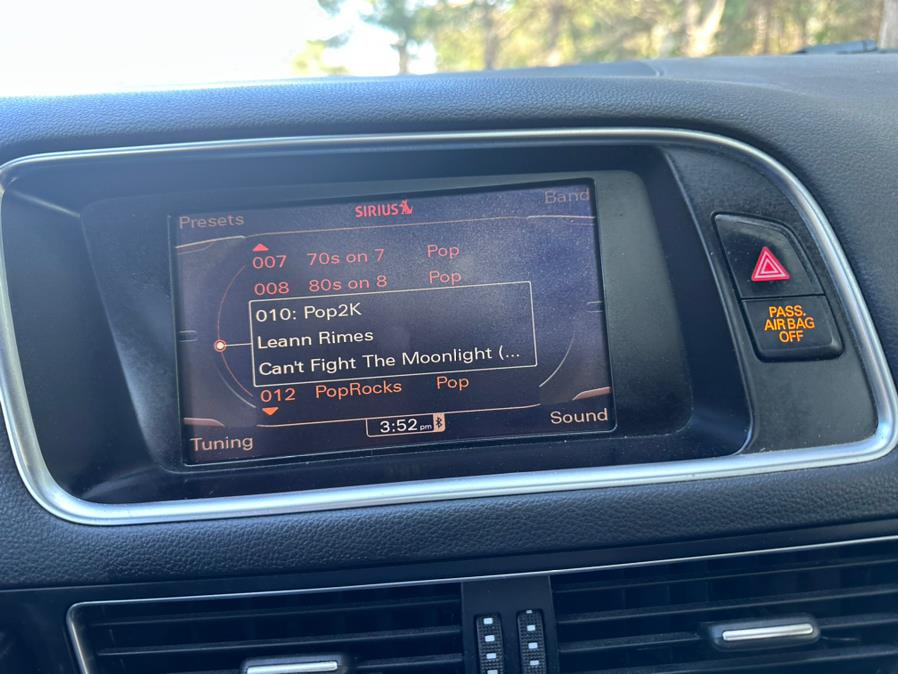 Presets
SIRIUS
Band
007 70s on 7 Pop
008 80s on 8 Pop
010: Pop2K
Leann Rimes
Can't Fight The Moonlight (...
012 PopRocks Pop
Tuning
3:52 pm
Sound
PASS.
AIR BAG
OFF